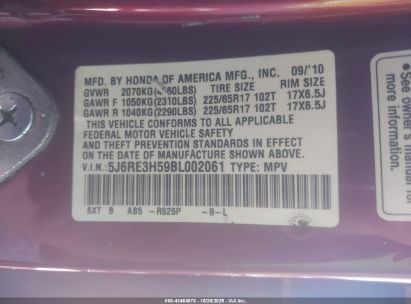 MFD. BY HONDA OF AMERICA MFG., INC. 09/'10
GVWR 2070KG(4560LBS) TIRE SIZE RIM SIZE
GAWR F 1050KG(2310LBS) 225/65R17 102T 17X6.5J
GAWR R 1040KG(2290LBS) 225/65R17 102T 17X6.5J
THIS VEHICLE CONFORMS TO ALL APPLICABLE
FEDERAL MOTOR VEHICLE SAFETY
AND THEFT PREVENTION STANDARDS IN EFFECT ON
THE DATE OF MANUFACTURE SHOWN ABOVE.
V.I.N: 5J6RE3H59BL002061 TYPE: MPV
SXT B AB5 -R525P -B-L